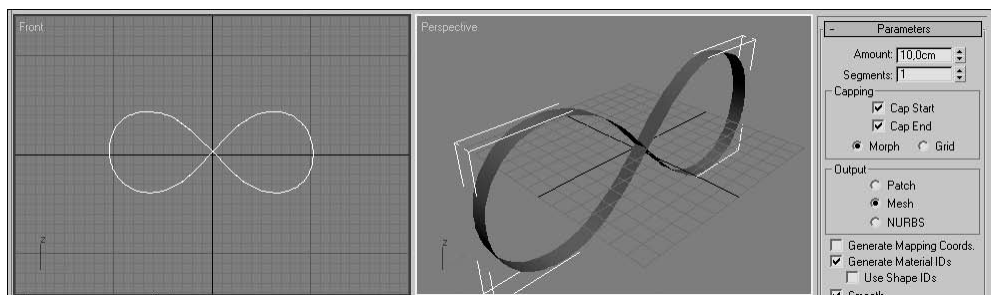 Front
z
Perspective
z
- Parameters
Amount: 10,0cm
Segments: 1
Capping
Cap Start
Cap End
Morph Grid
Output
Patch
Mesh
NURBS
Generate Mapping Coords.
Generate Material IDs
Use Shape IDs
Smooth